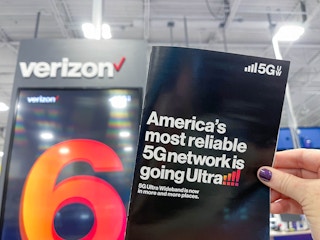 verizon✓
verizon✓
6
5G UW
America's
most reliable
5G network is
going Ultra
5G Ultra Wideband is now
in more and more places.